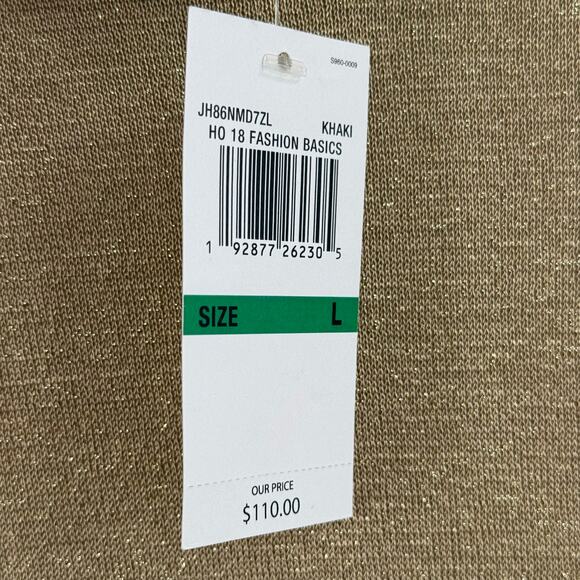 S960-0009
JH86NMD7ZL KHAKI
HO 18 FASHION BASICS
1 92877 26230 5
SIZE L
OUR PRICE
$110.00